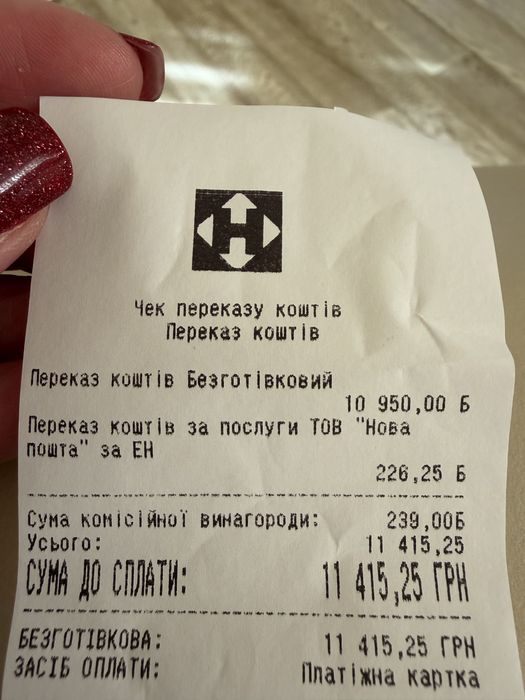 Чек переказу коштів
Переказ коштів
Переказ коштів Безготівковий
10 950,00 Б
Переказ коштів за послуги ТОВ "Нова
пошта" за ЕН
226,25 Б
Сума комісійної винагороди: 239,00Б
Усього: 11 415,25
СУМА ДО СПЛАТИ: 11 415,25 ГРН
БЕЗГОТІВКОВА: 11 415,25 ГРН
ЗАСІБ ОПЛАТИ: Платіжна картка